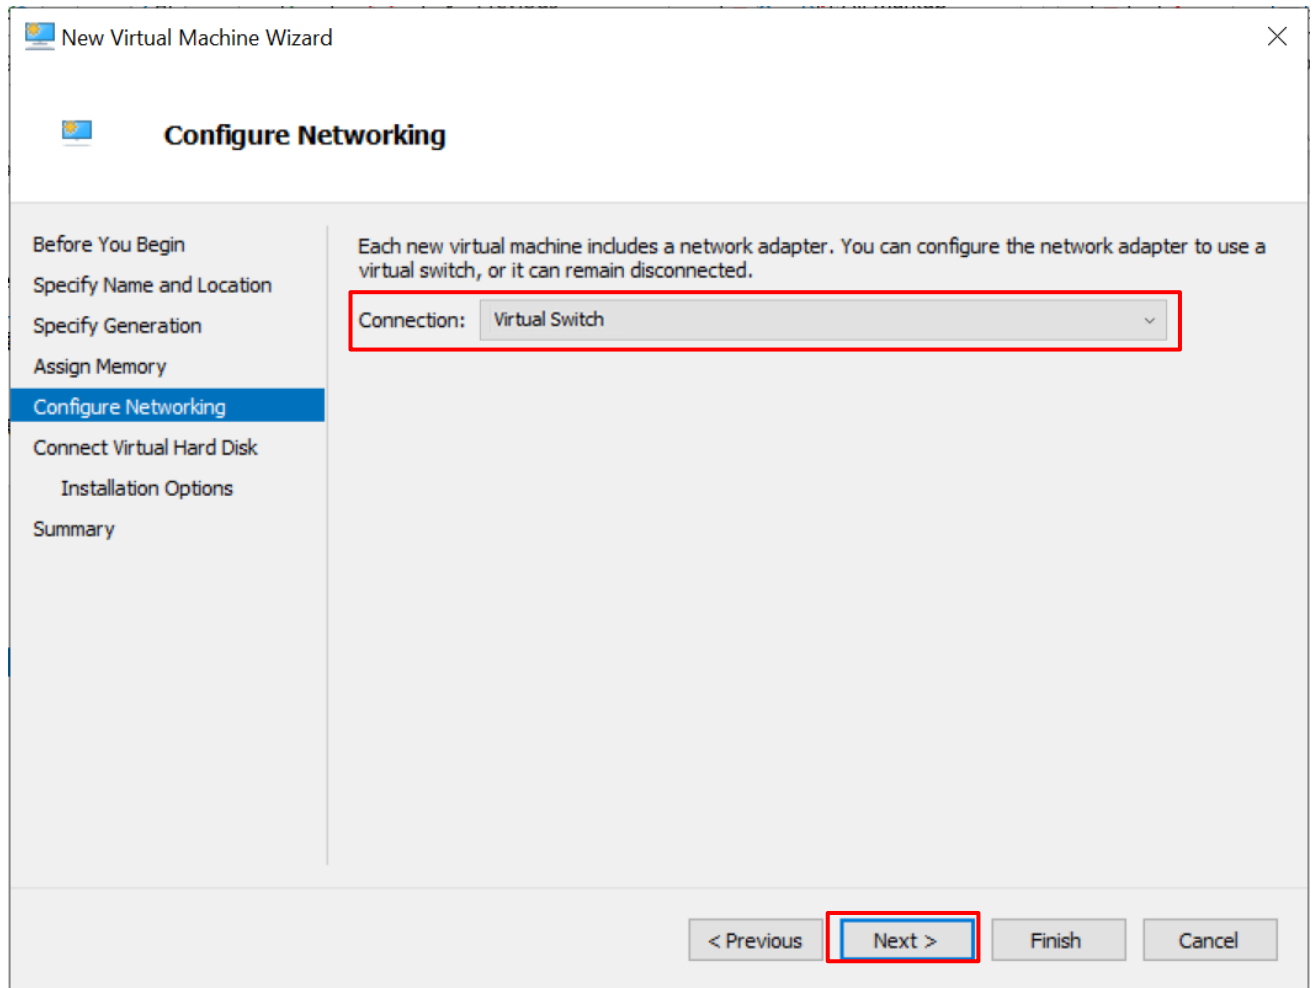 New Virtual Machine Wizard
Configure Networking
Before You Begin
Specify Name and Location
Specify Generation
Assign Memory
Configure Networking
Connect Virtual Hard Disk
Installation Options
Summary
Each new virtual machine includes a network adapter. You can configure the network adapter to use a
virtual switch, or it can remain disconnected.
Connection: Virtual Switch
< Previous Next > Finish Cancel